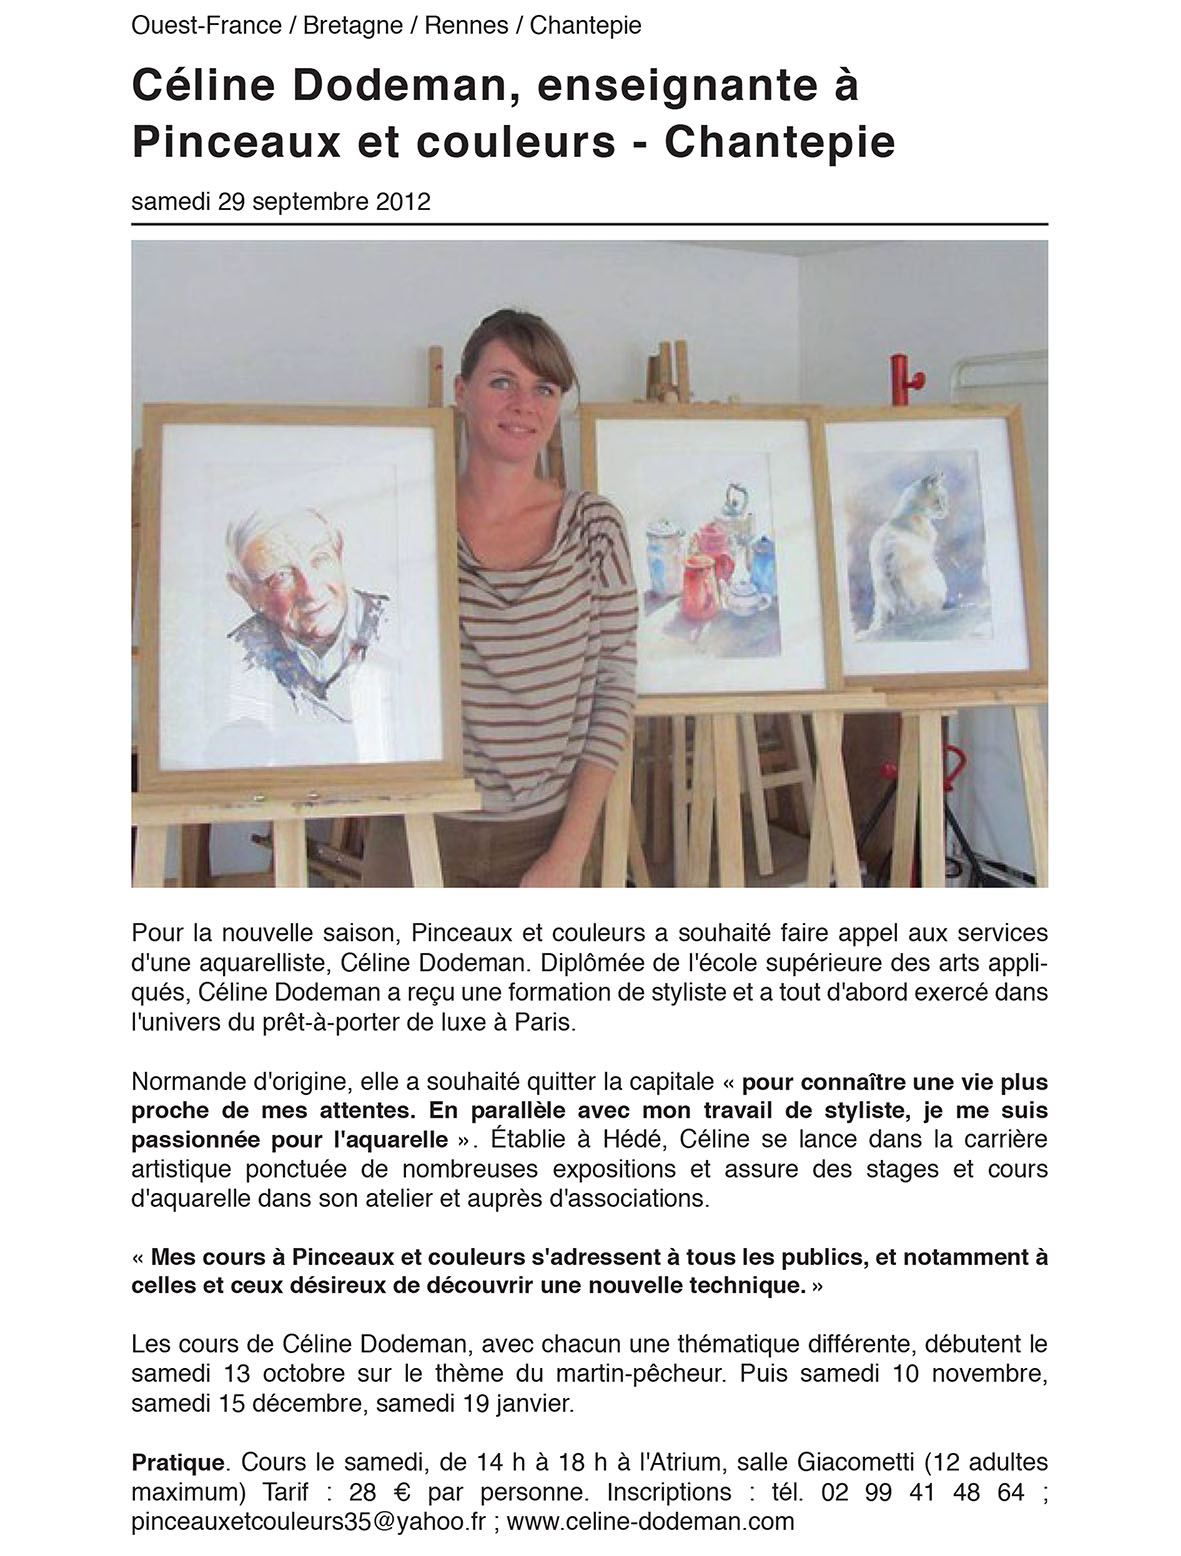 Ouest-France / Bretagne / Rennes / Chantepie
Céline Dodeman, enseignante à
Pinceaux et couleurs - Chantepie
samedi 29 septembre 2012
Pour la nouvelle saison, Pinceaux et couleurs a souhaité faire appel aux services
d'une aquarelliste, Céline Dodeman. Diplômée de l'école supérieure des arts appli-
qués, Céline Dodeman a reçu une formation de styliste et a tout d'abord exercé dans
l'univers du prêt-à-porter de luxe à Paris.
Normande d'origine, elle a souhaité quitter la capitale « pour connaître une vie plus
proche de mes attentes. En parallèle avec mon travail de styliste, je me suis
passionnée pour l'aquarelle ». Établie à Hédé, Céline se lance dans la carrière
artistique ponctuée de nombreuses expositions et assure des stages et cours
d'aquarelle dans son atelier et auprès d'associations.
« Mes cours à Pinceaux et couleurs s'adressent à tous les publics, et notamment à
celles et ceux désireux de découvrir une nouvelle technique. »
Les cours de Céline Dodeman, avec chacun une thématique différente, débutent le
samedi 13 octobre sur le thème du martin-pêcheur. Puis samedi 10 novembre,
samedi 15 décembre, samedi 19 janvier.
Pratique. Cours le samedi, de 14 h à 18 h à l'Atrium, salle Giacometti (12 adultes
maximum) Tarif : 28 € par personne. Inscriptions : tél. 02 99 41 48 64 ;
pinceauxetcouleurs35@yahoo.fr ; www.celine-dodeman.com